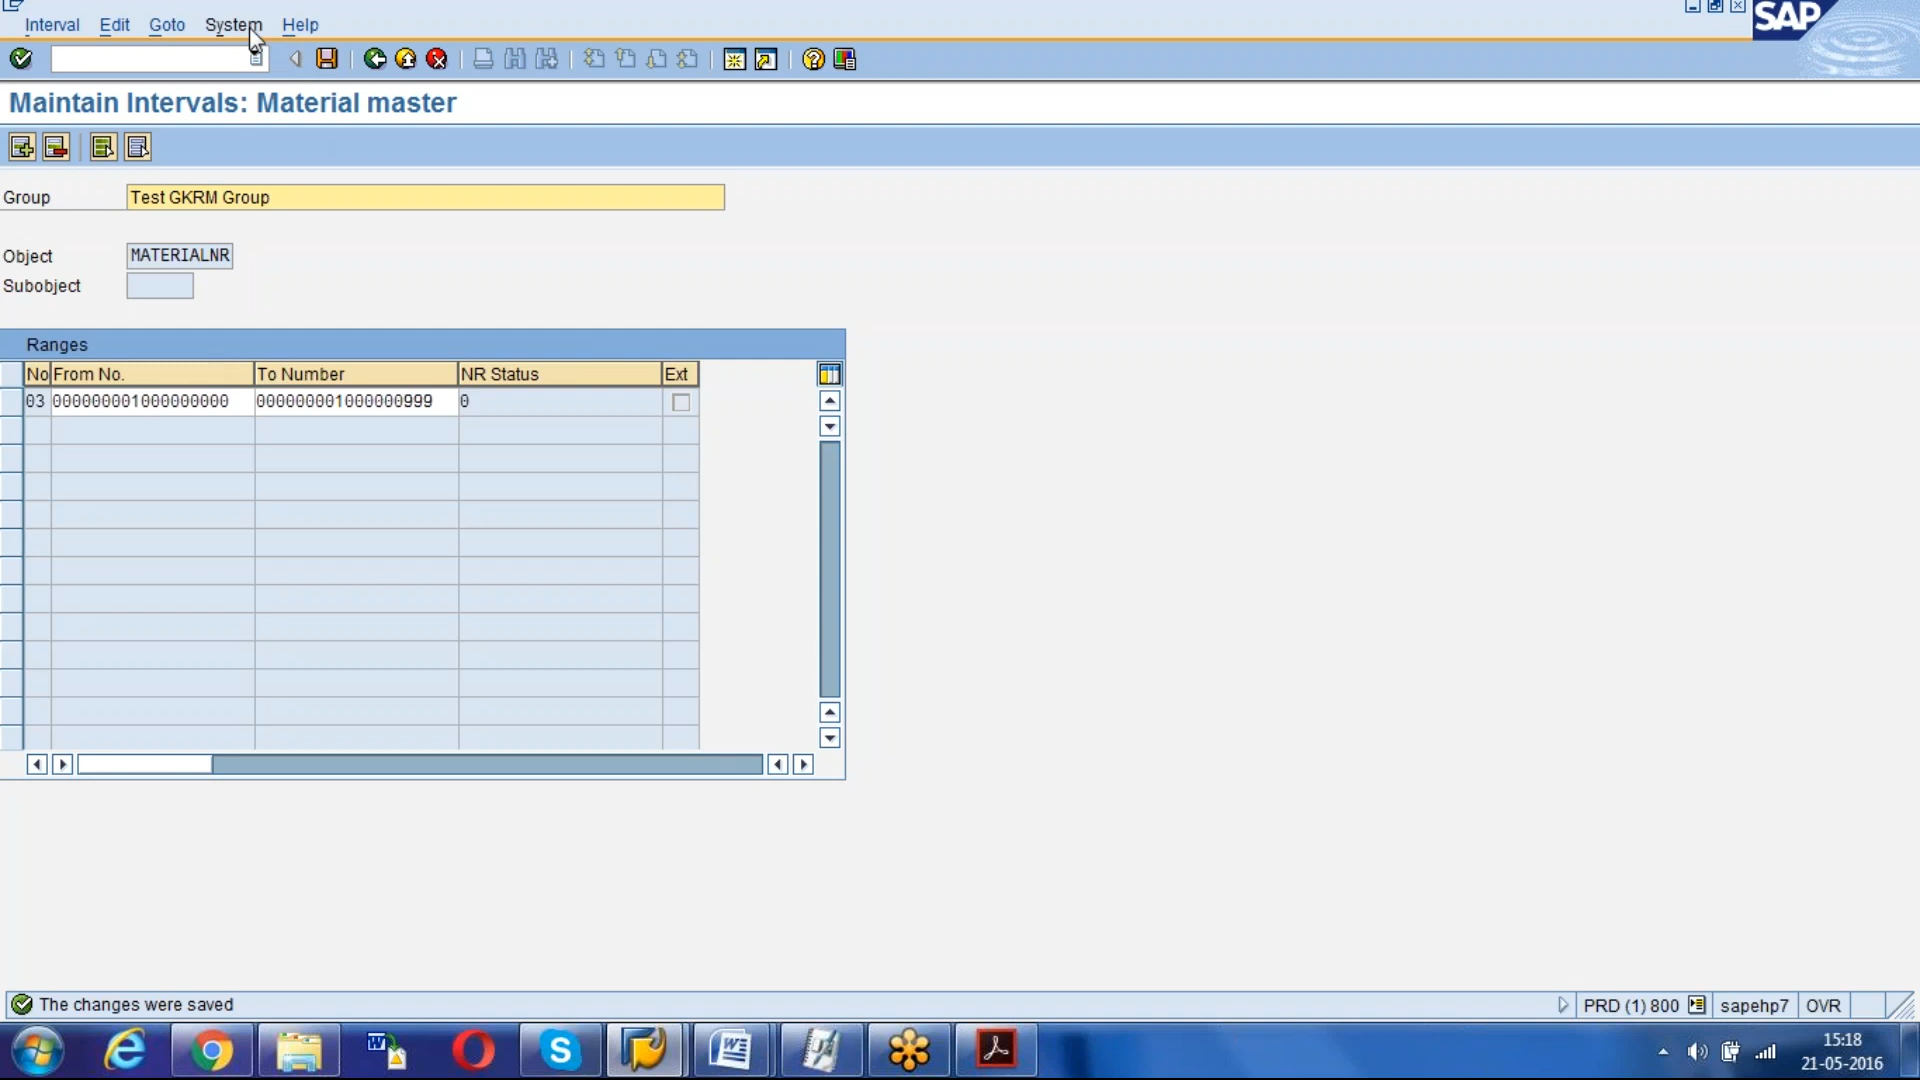 Interval Edit Goto System Help
SAP
Maintain Intervals: Material master
Group Test GKRM Group
Object MATERIALNR
Subobject
Ranges
No From No. To Number NR Status Ext
03 000000001000000000 000000001000000999 0
The changes were saved
PRD (1) 800 sapehp7 OVR
15:18
21-05-2016